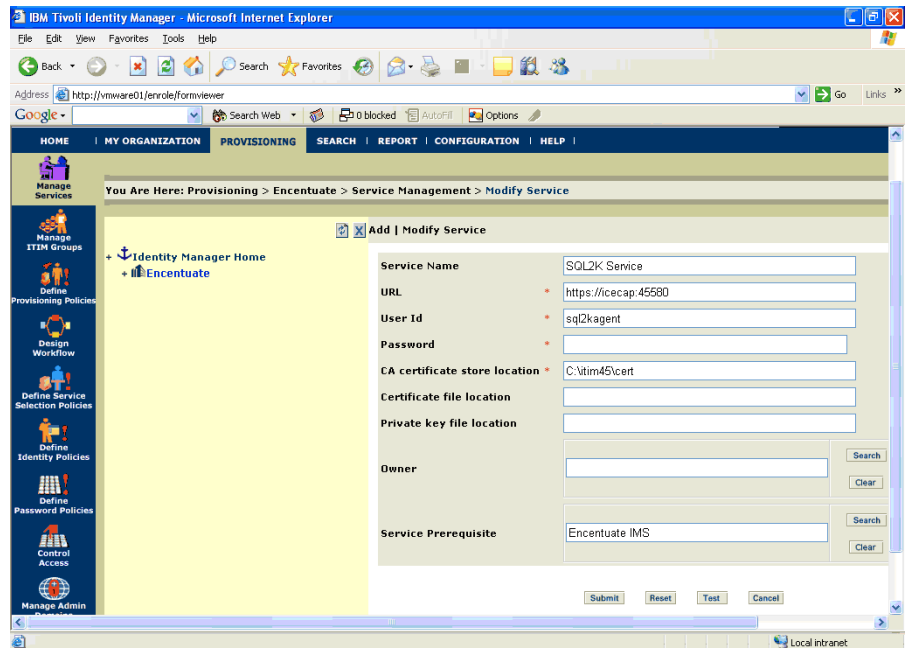 IBM Tivoli Identity Manager - Microsoft Internet Explorer
File Edit View Favorites Tools Help
Back Search Favorites
Address http://vmware01/enrole/formviewer Go Links »
Google Search Web 0 blocked AutoFill Options
HOME | MY ORGANIZATION PROVISIONING SEARCH | REPORT | CONFIGURATION | HELP |
Manage
Services
You Are Here: Provisioning > Encentuate > Service Management > Modify Service
Manage
ITIM Groups
Define
Provisioning Policies
Design
Workflow
Define Service
Selection Policies
Define
Identity Policies
Define
Password Policies
Control
Access
Manage Admin
Domains
+ Identity Manager Home
+ Encentuate
Add | Modify Service
Service Name SQL2K Service
URL * https://icecap:45580
User Id * sql2kagent
Password *
CA certificate store location * C:\itim45\cert
Certificate file location
Private key file location
Owner Search
Clear
Service Prerequisite Encentuate IMS Search
Clear
Submit Reset Test Cancel
Local intranet